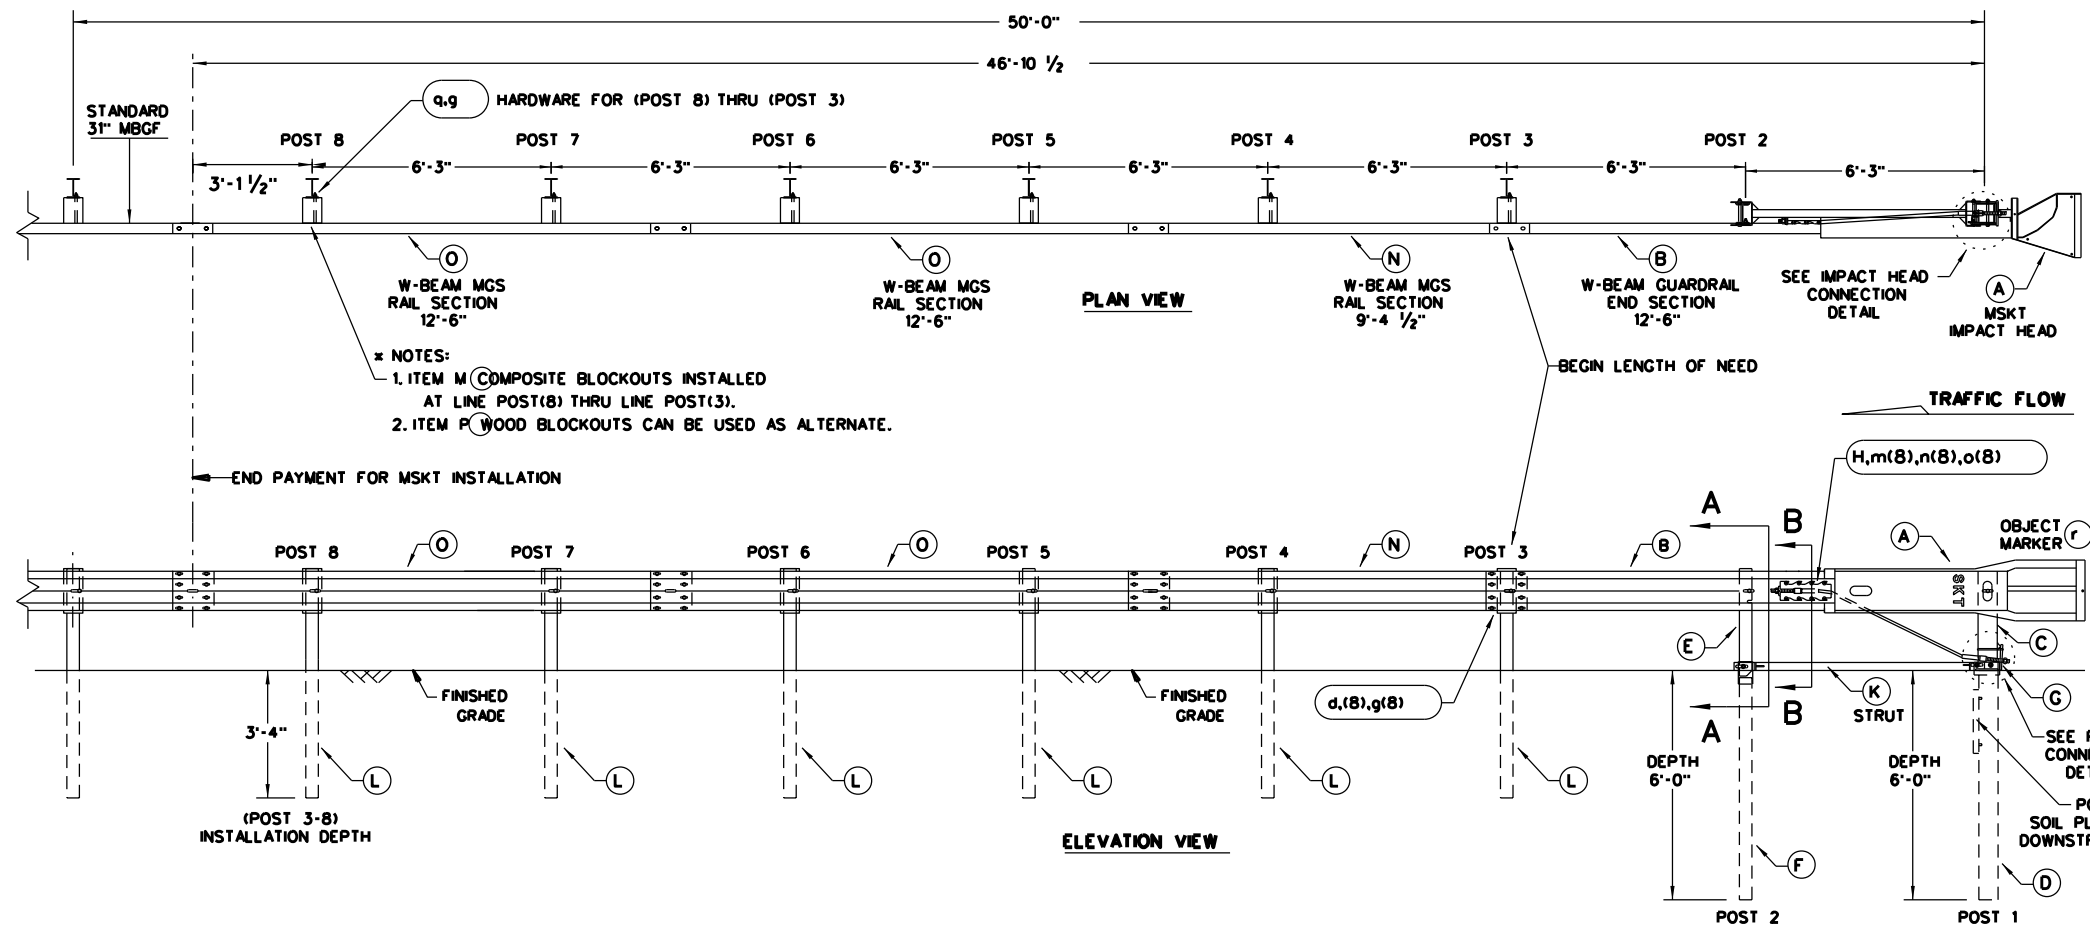 50'-0"
46'-10 ½"
q,g HARDWARE FOR (POST 8) THRU (POST 3)
STANDARD
31" MBGF
POST 8
POST 7
POST 6
POST 5
POST 4
POST 3
POST 2
3'-1 ½"
6'-3"
6'-3"
6'-3"
6'-3"
6'-3"
6'-3"
6'-3"
O
W-BEAM MGS
RAIL SECTION
12'-6"
O
W-BEAM MGS
RAIL SECTION
12'-6"
PLAN VIEW
N
W-BEAM MGS
RAIL SECTION
9'-4 ½"
B
W-BEAM GUARDRAIL
END SECTION
12'-6"
SEE IMPACT HEAD
CONNECTION
DETAIL
A
MSKT
IMPACT HEAD
* NOTES:
1. ITEM M COMPOSITE BLOCKOUTS INSTALLED
AT LINE POST(8) THRU LINE POST(3).
2. ITEM P WOOD BLOCKOUTS CAN BE USED AS ALTERNATE.
BEGIN LENGTH OF NEED
TRAFFIC FLOW
END PAYMENT FOR MSKT INSTALLATION
H,m(8),n(8),o(8)
A
B
A
OBJECT
MARKER r
POST 8
O
POST 7
POST 6
O
POST 5
POST 4
N
POST 3
B
SKT
E
C
FINISHED
GRADE
FINISHED
GRADE
d,(8),g(8)
K
STRUT
G
A
B
3'-4"
L
L
L
L
L
L
DEPTH
6'-0"
DEPTH
6'-0"
SEE
DOWNST
SOIL
(POST 3-8)
INSTALLATION DEPTH
ELEVATION VIEW
F
D
POST 2
POST 1